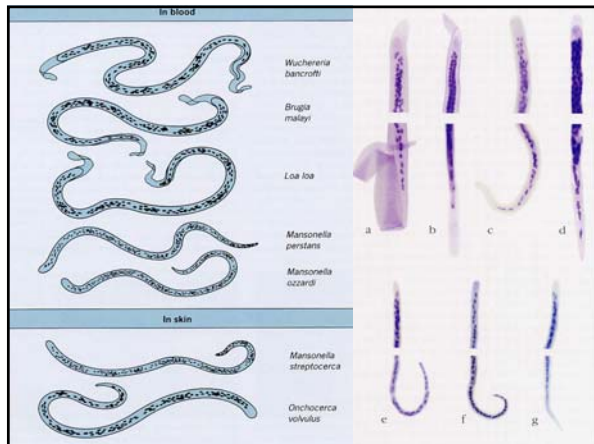 In blood
Wuchereria
bancrofti
Brugia
malayi
Loa loa
Mansonella
perstans
Mansonella
ozzardi
In skin
Mansonella
streptocerca
Onchocerca
volvulus
a
b
c
d
e
f
g